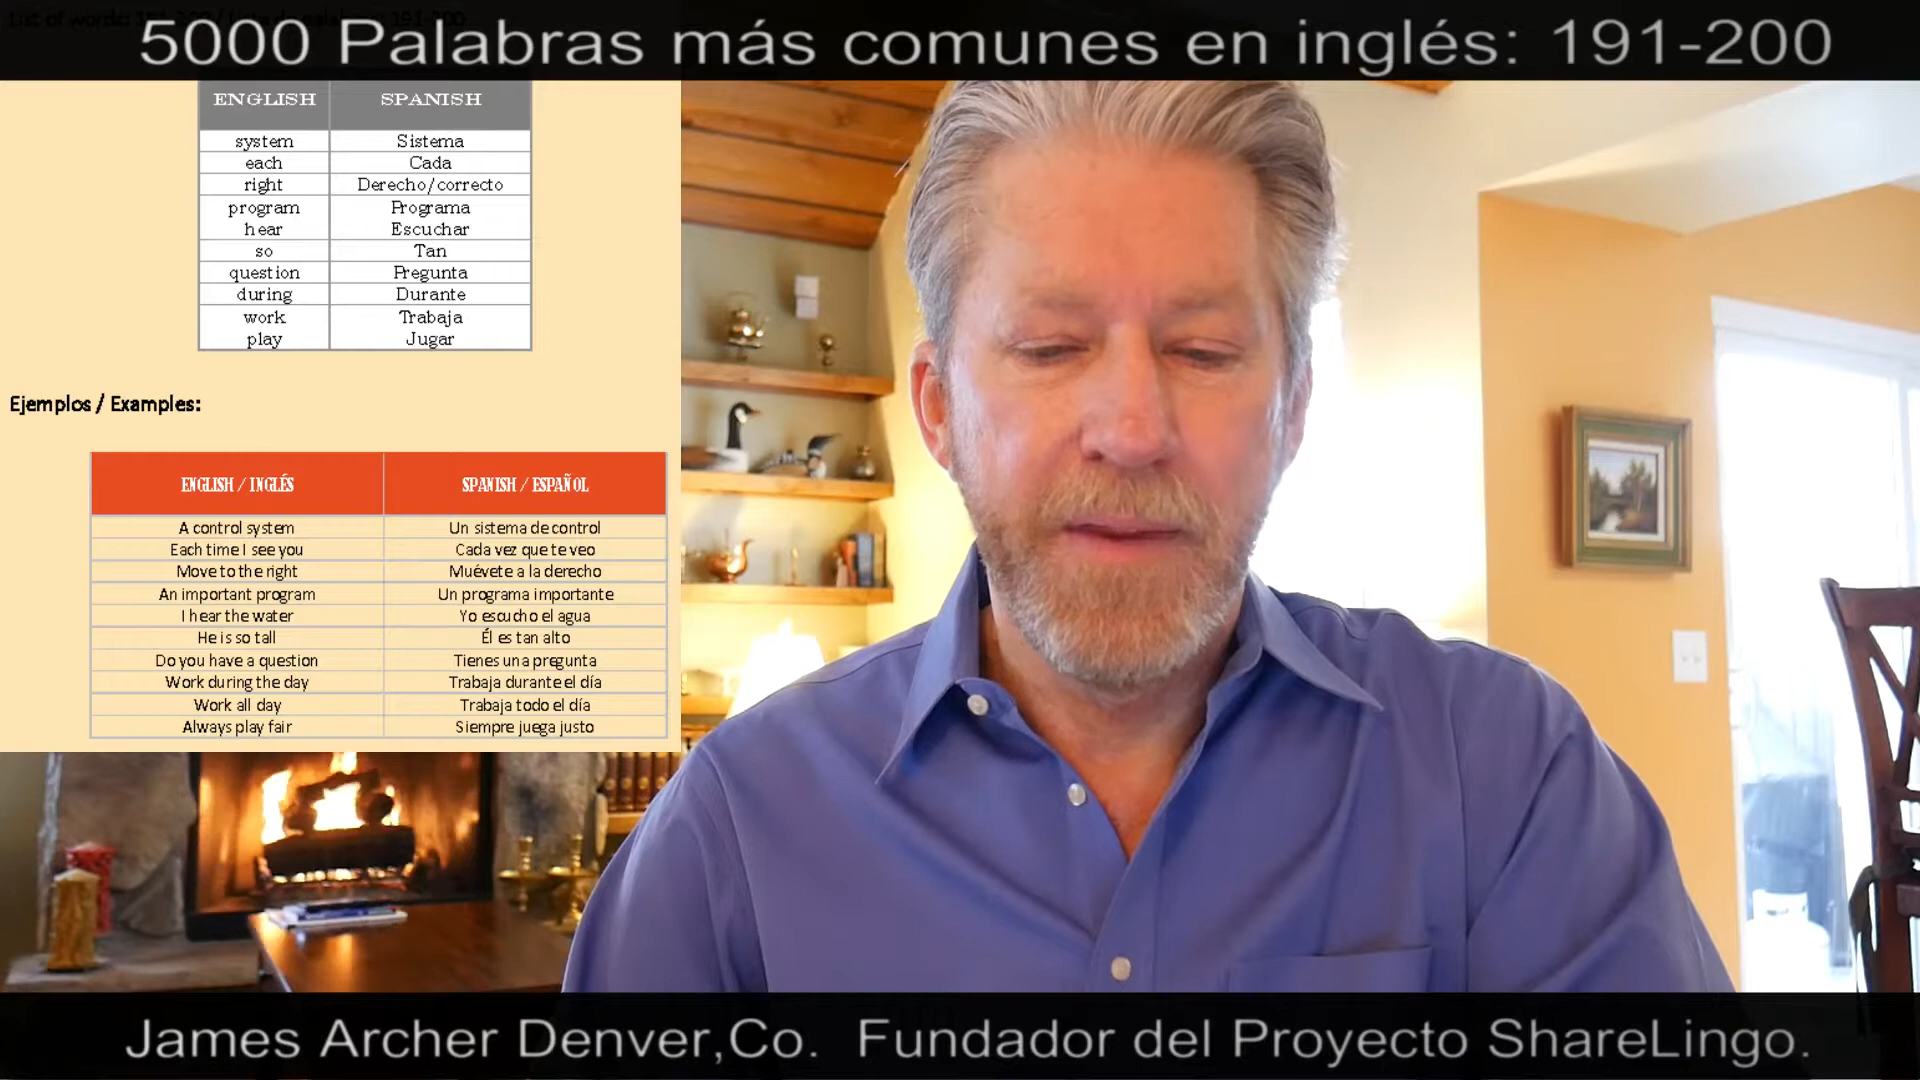 5000 Palabras más comunes en inglés: 191-200
ENGLISH SPANISH
system Sistema
each Cada
right Derecho/correcto
program Programa
hear Escuchar
so Tan
question Pregunta
during Durante
work Trabaja
play Jugar
Ejemplos / Examples:
ENGLISH / INGLÉS SPANISH / ESPAÑOL
A control system Un sistema de control
Each time I see you Cada vez que te veo
Move to the right Muévete a la derecho
An important program Un programa importante
I hear the water Yo escucho el agua
He is so tall Él es tan alto
Do you have a question Tienes una pregunta
Work during the day Trabaja durante el día
Work all day Trabaja todo el día
Always play fair Siempre juega justo
James Archer Denver,Co. Fundador del Proyecto ShareLingo.